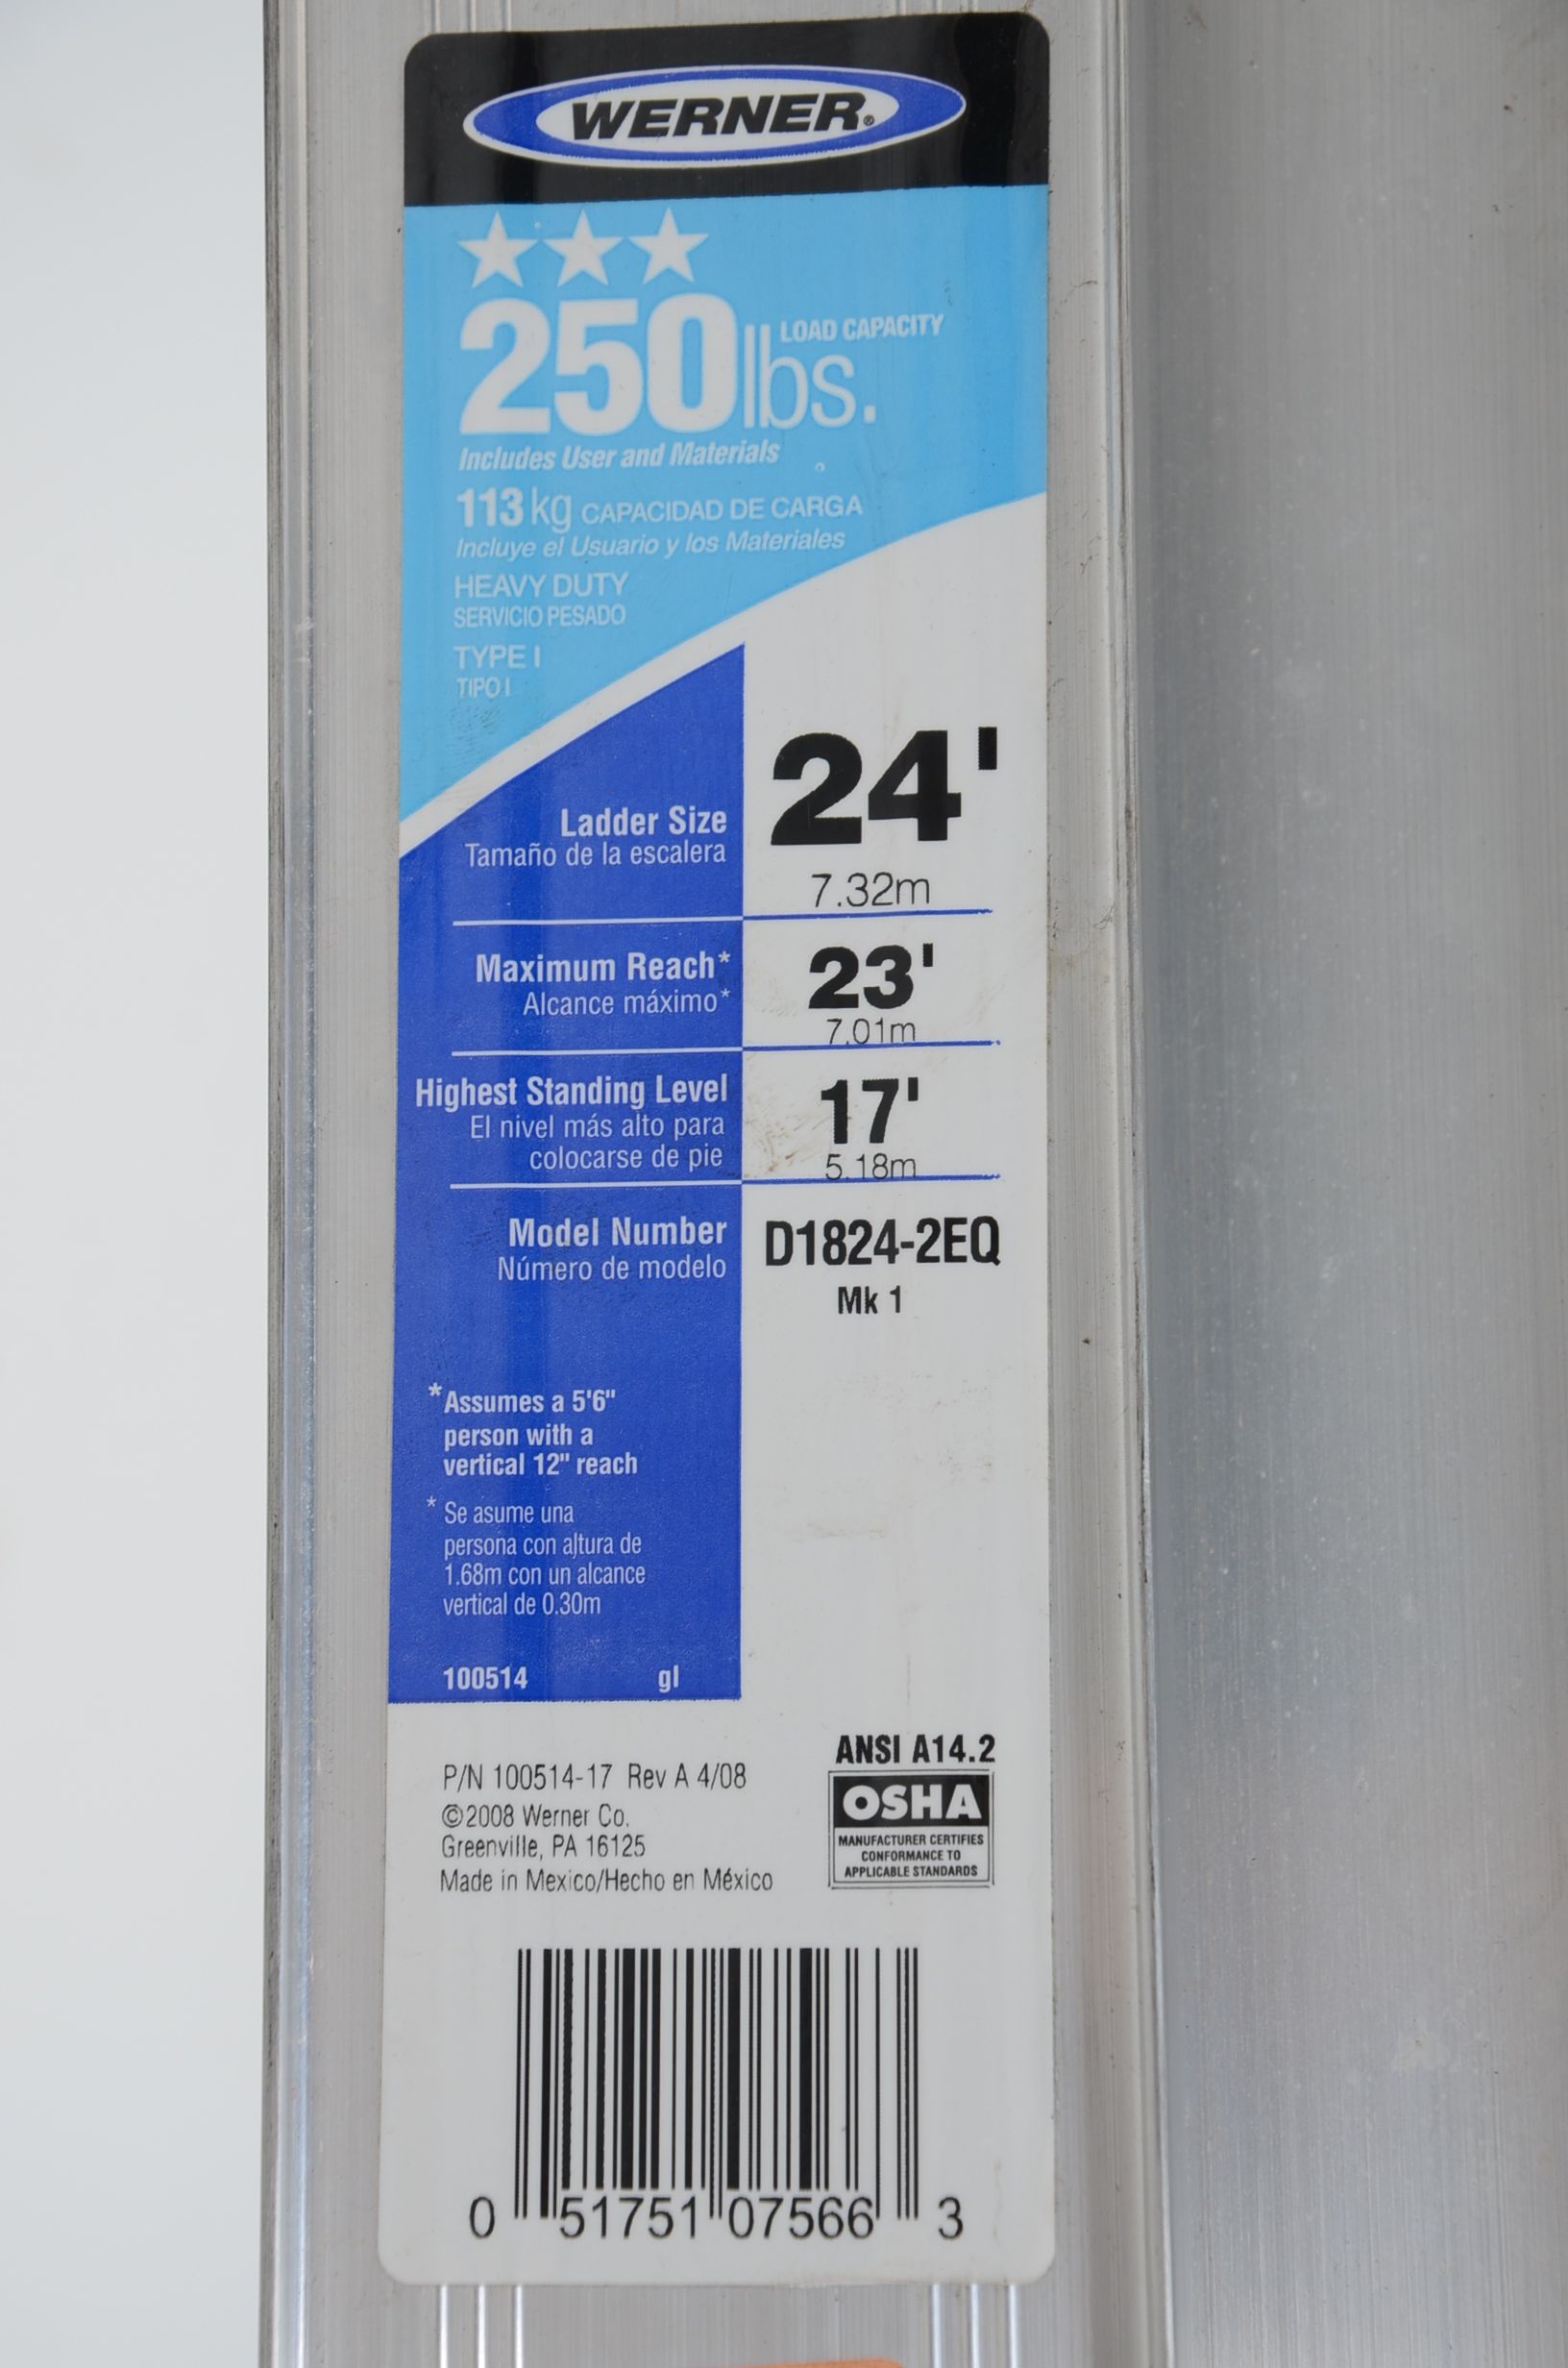 WERNER®
250 lbs. LOAD CAPACITY
Includes User and Materials
113 kg CAPACIDAD DE CARGA
Incluye el Usuario y los Materiales
HEAVY DUTY
SERVICIO PESADO
TYPE I
TIPO I
Ladder Size 24'
Tamaño de la escalera 7.32m
Maximum Reach* 23'
Alcance máximo* 7.01m
Highest Standing Level 17'
El nivel más alto para
colocarse de pie 5.18m
Model Number D1824-2EQ
Número de modelo
Mk 1
*Assumes a 5'6"
person with a
vertical 12" reach
* Se asume una
persona con altura de
1.68m con un alcance
vertical de 0.30m
100514 gl
ANSI A14.2
OSHA
MANUFACTURER CERTIFIES
CONFORMANCE TO
APPLICABLE STANDARDS
P/N 100514-17 Rev A 4/08
©2008 Werner Co.
Greenville, PA 16125
Made in Mexico/Hecho en México
0 51751 07566 3